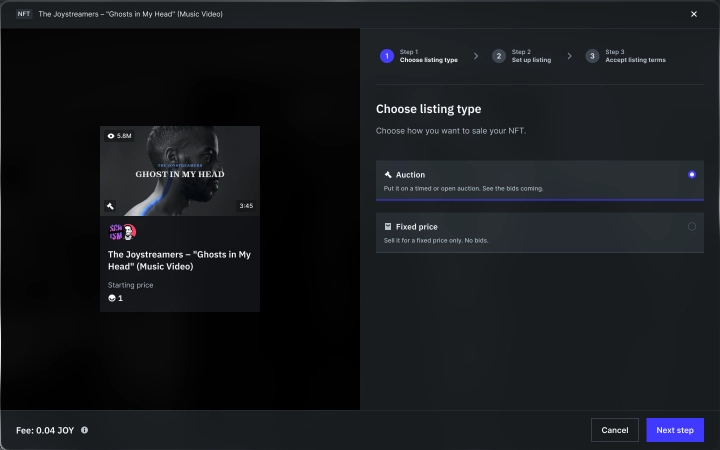 NFT The Joystreamers – "Ghosts in My Head" (Music Video)
5.8M
THE JOYSTREAMERS
GHOST IN MY HEAD
3:45
The Joystreamers – "Ghosts in My
Head" (Music Video)
Starting price
1
1 Step 1
Choose listing type
2 Step 2
Set up listing
3 Step 3
Accept listing terms
Choose listing type
Choose how you want to sale your NFT.
Auction
Put it on a timed or open auction. See the bids coming.
Fixed price
Sell it for a fixed price only. No bids.
Fee: 0.04 JOY
Cancel
Next step